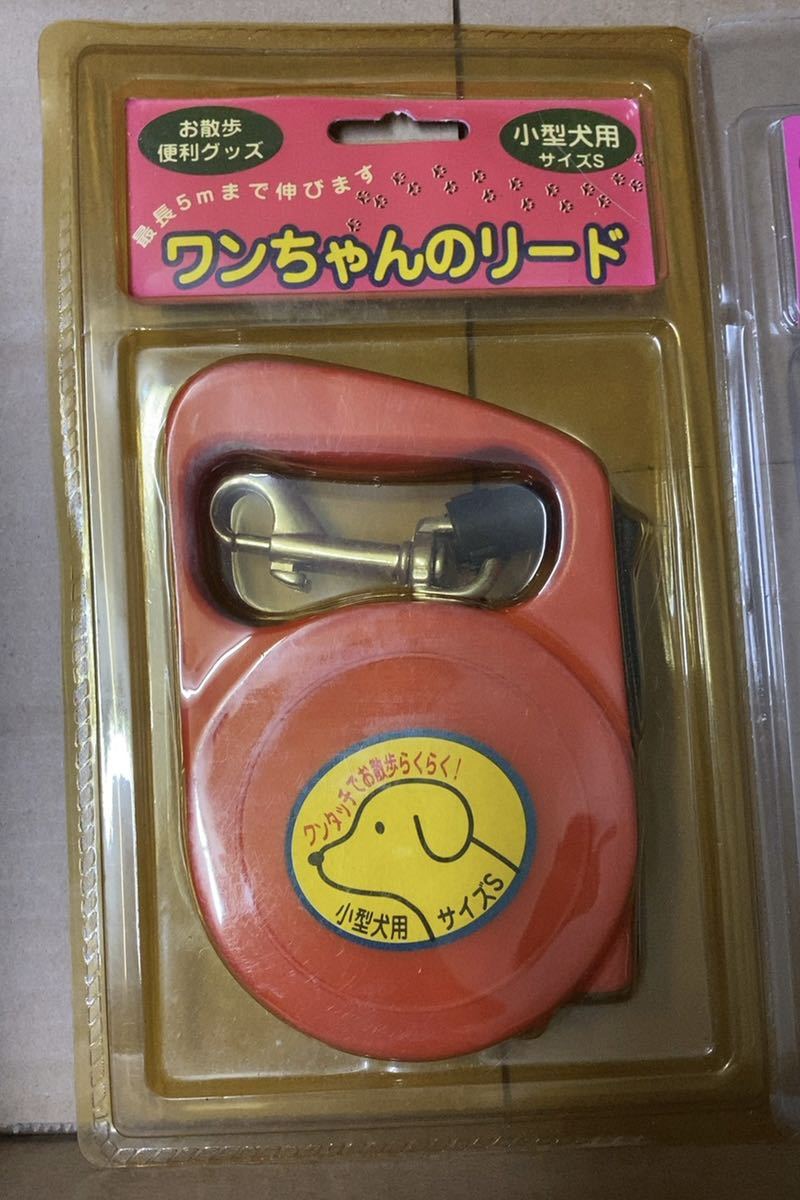 お散歩
便利グッズ
小型犬用
サイズS
最長5mまで伸びます
ワンちゃんのリード
ワンタッチでお散歩らくらく!
小型犬用 サイズS